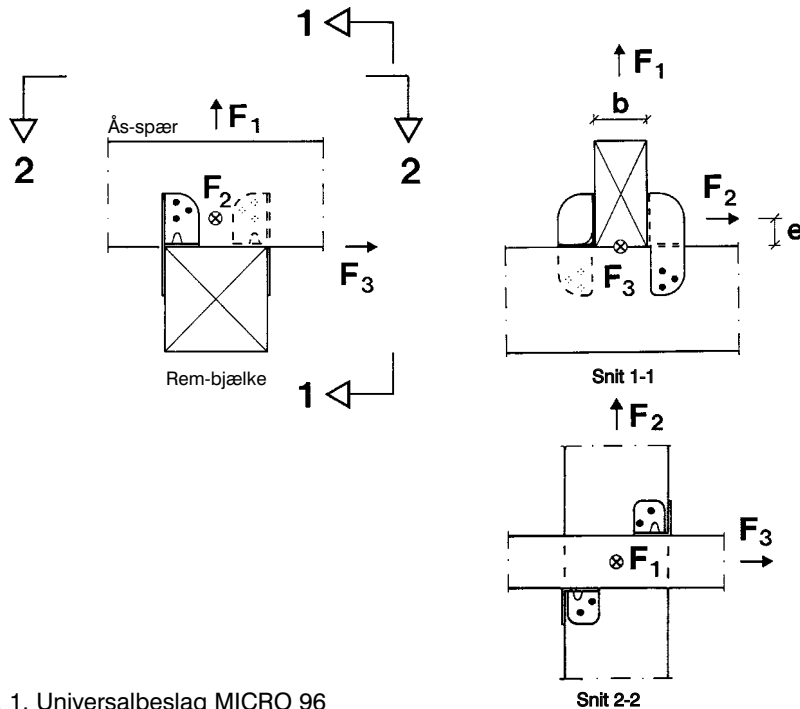 1
2
2
Ås-spær
F1
F2
F3
Rem-bjælke
1
F1
b
F2
e
F3
Snit 1-1
F2
F3
F1
Snit 2-2
. 1. Universalbeslag MICRO 96